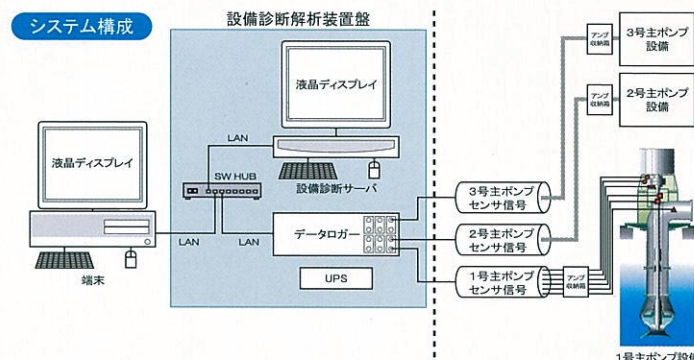 システム構成
設備診断解析装置盤
液晶ディスプレイ
LAN
SW HUB
設備診断サーバ
液晶ディスプレイ
LAN
LAN
データロガー
UPS
端末
アンプ
収納箱
3号主ポンプ
設備
アンプ
収納箱
2号主ポンプ
設備
3号主ポンプ
センサ信号
2号主ポンプ
センサ信号
1号主ポンプ
センサ信号
アンプ
収納箱
1号主ポンプ設備